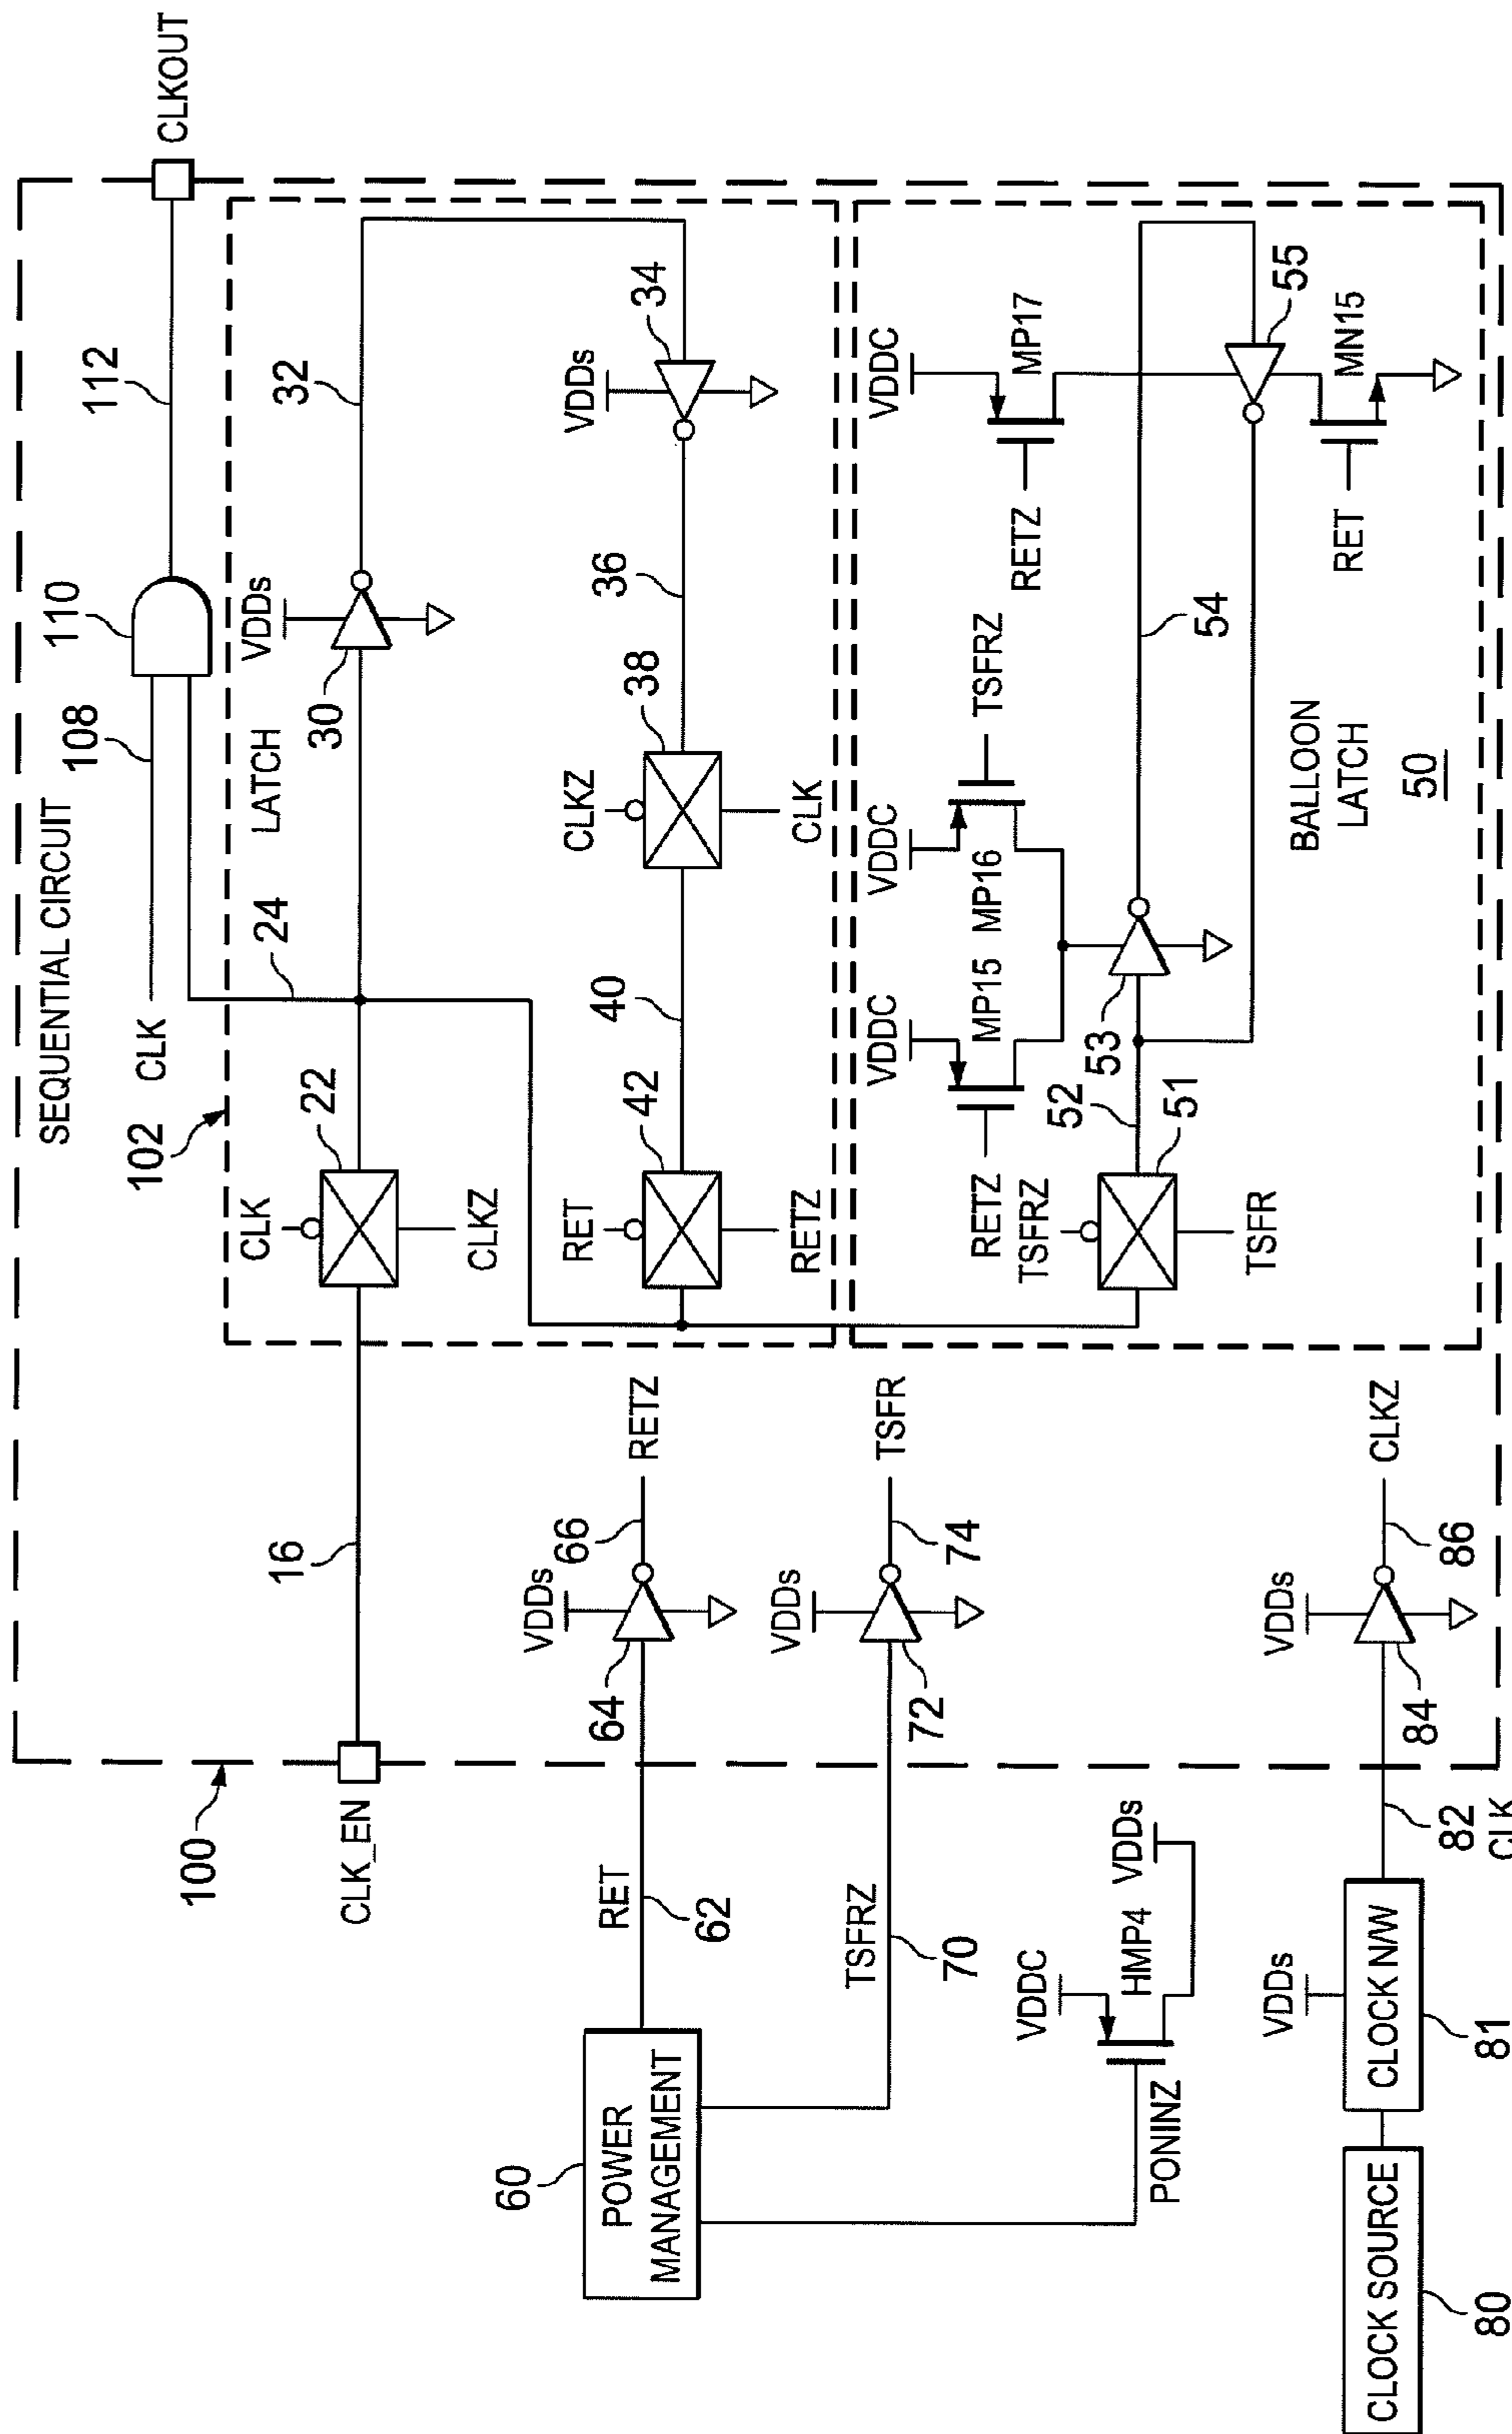 SEQUENTIAL CIRCUIT
100
CLK_EN
16
102
CLK
22
CLKZ
CLK
24
108
110
112
CLKOUT
LATCH
VDDs
30
32
VDDs
34
36
CLKZ
38
CLK
40
RET
42
RETZ
60
POWER
MANAGEMENT
RET
62
VDDs
64
66
RETZ
TSFRZ
70
VDDs
72
74
TSFR
PONINZ
VDDC
HMP4
VDDs
RETZ
VDDC
MP15
MP16
VDDC
TSFRZ
TSFRZ
51
TSFR
52
53
54
RETZ
VDDC
MP17
55
RET
MN15
BALLOON
LATCH
50
CLOCK SOURCE
80
VDDs
CLOCK N/W
81
82
CLK
VDDs
84
86
CLKZ